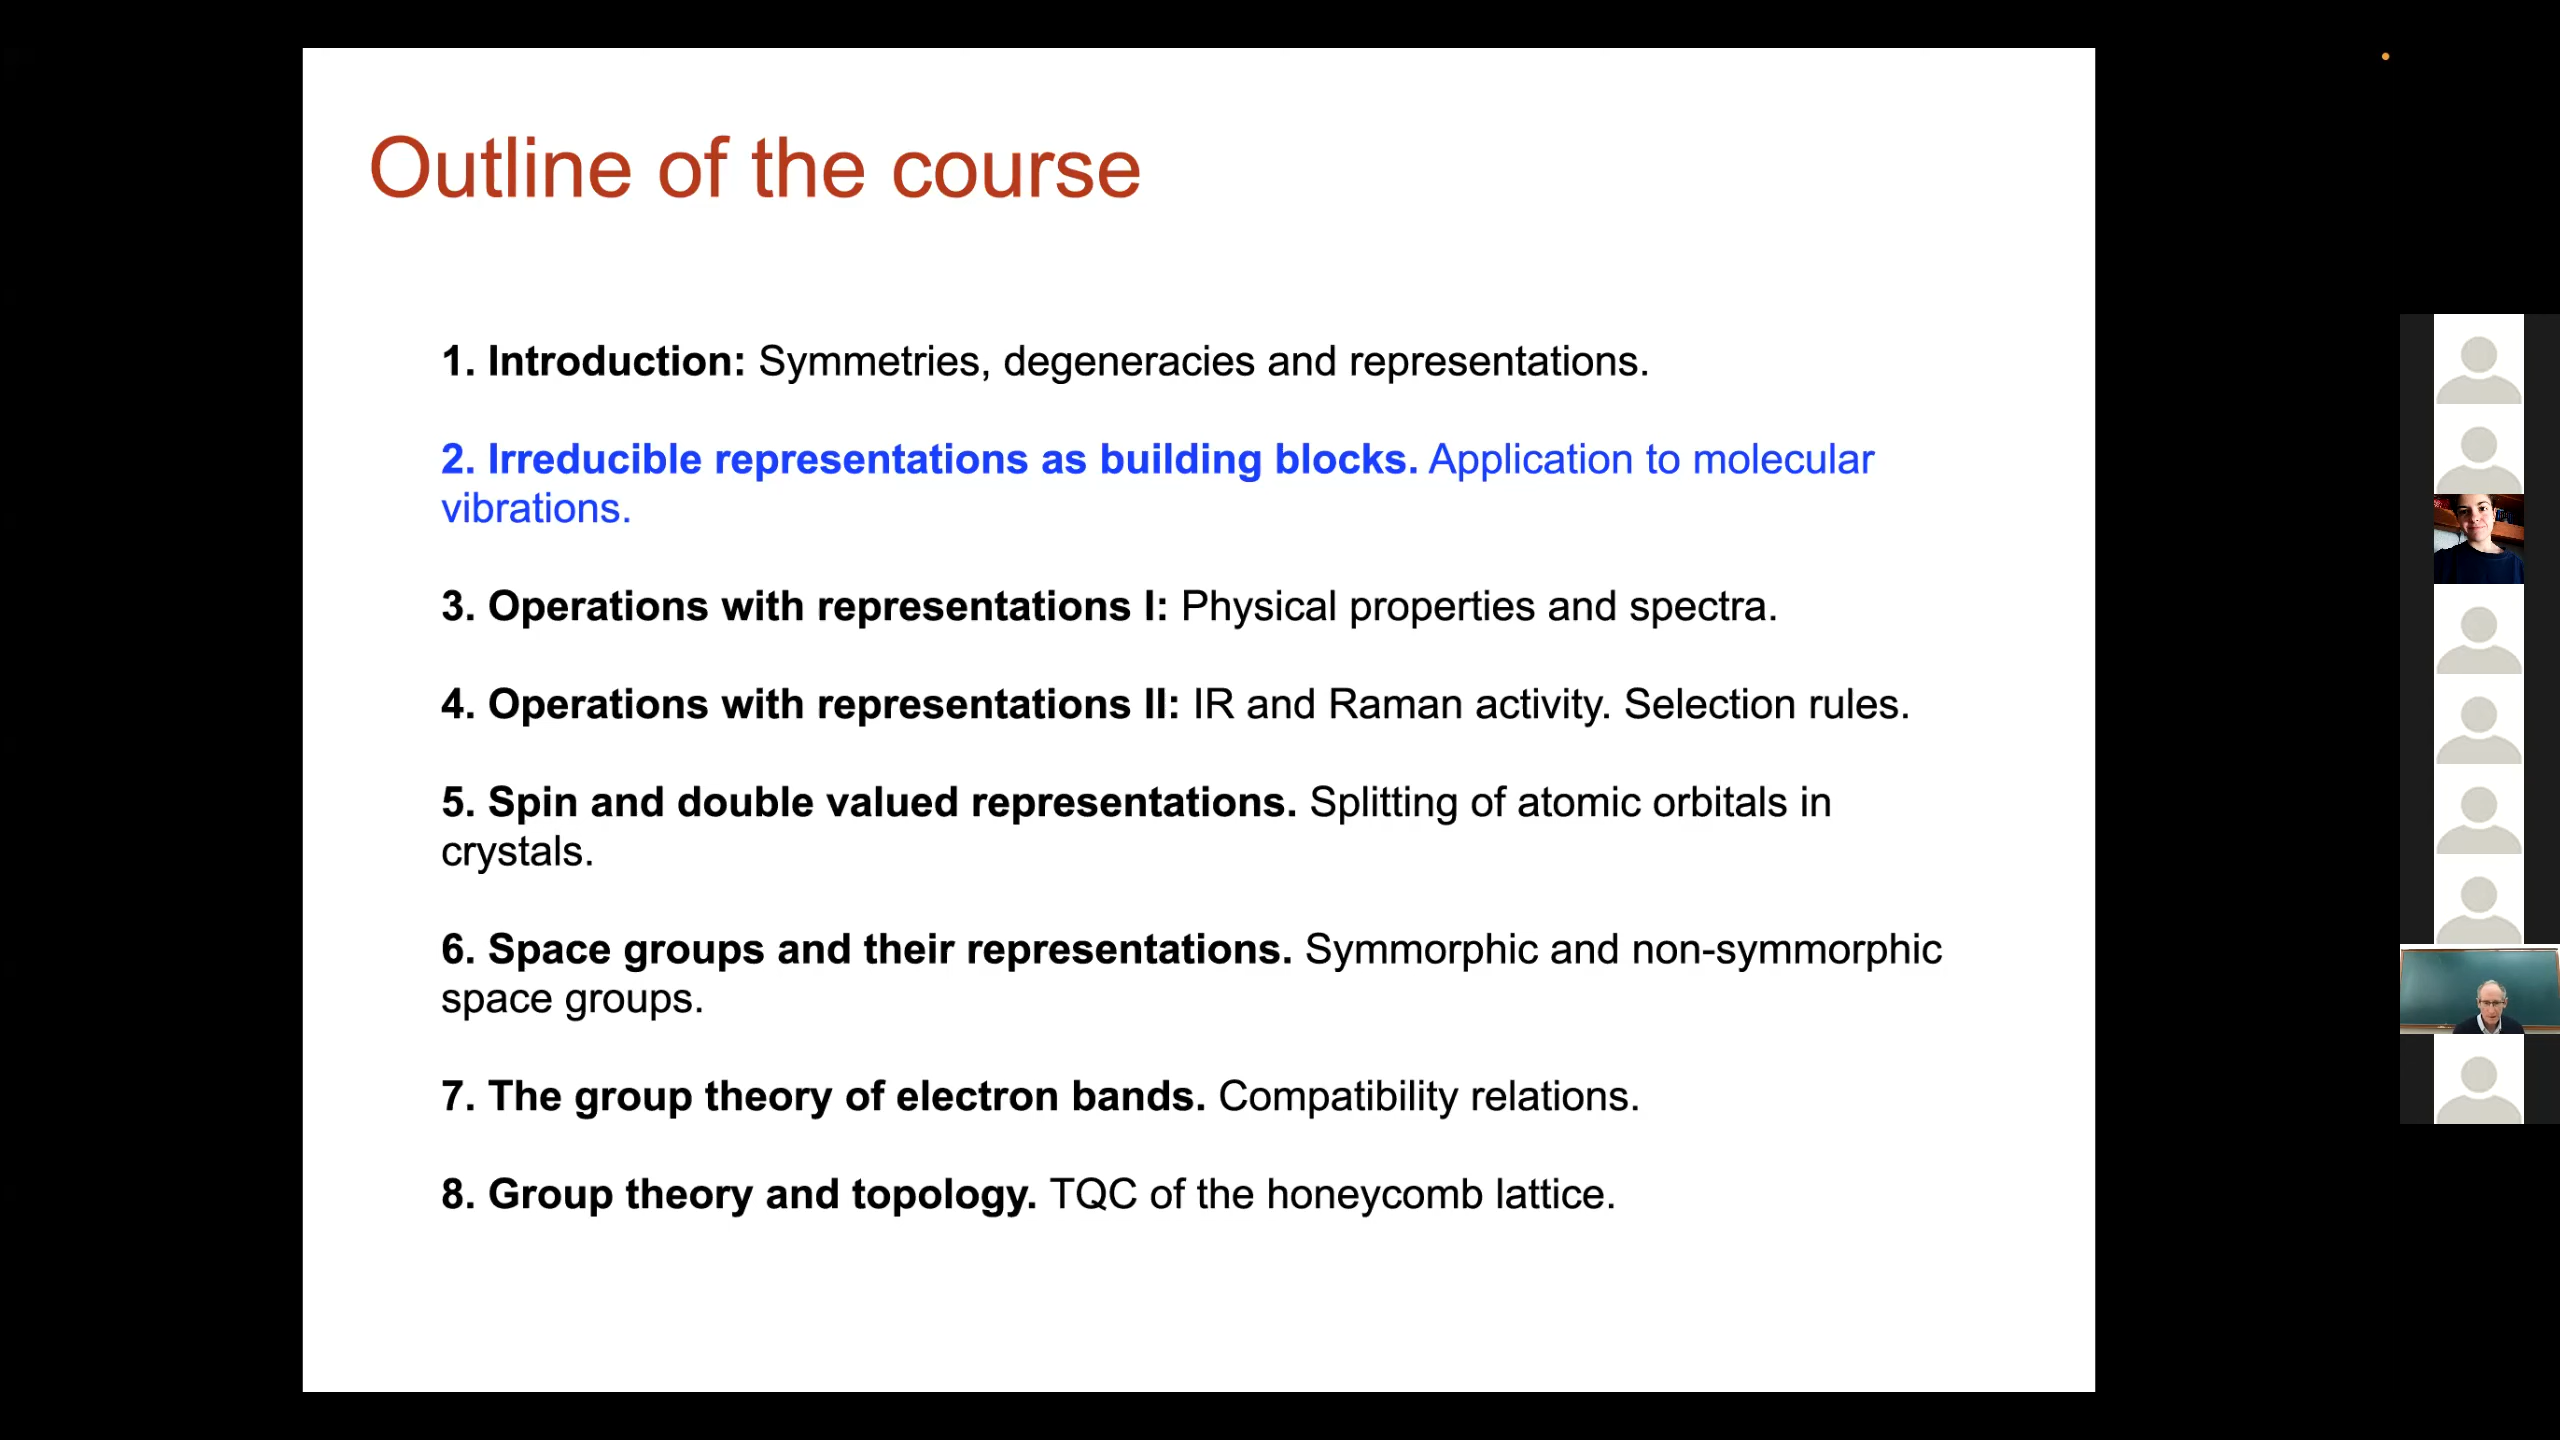 Outline of the course
1. Introduction: Symmetries, degeneracies and representations.
2. Irreducible representations as building blocks. Application to molecular
vibrations.
3. Operations with representations I: Physical properties and spectra.
4. Operations with representations II: IR and Raman activity. Selection rules.
5. Spin and double valued representations. Splitting of atomic orbitals in
crystals.
6. Space groups and their representations. Symmorphic and non-symmorphic
space groups.
7. The group theory of electron bands. Compatibility relations.
8. Group theory and topology. TQC of the honeycomb lattice.